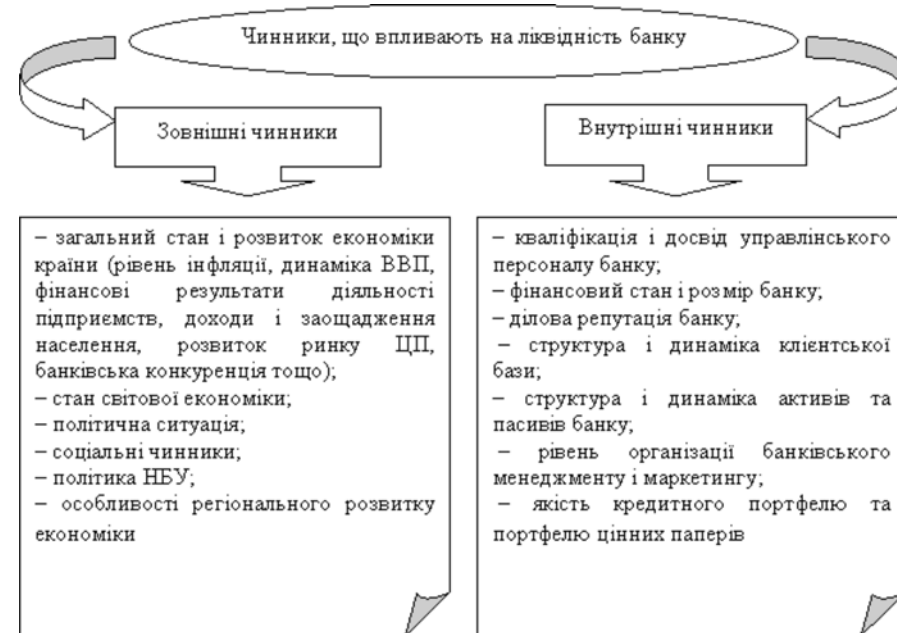 Чинники, що впливають на ліквідність банку
Зовнішні чинники
Внутрішні чинники
– загальний стан і розвиток економіки
країни (рівень інфляції, динаміка ВВП,
фінансові результати діяльності
підприємств, доходи і заощадження
населення, розвиток ринку ЦП,
банківська конкуренція тощо);
– стан світової економіки;
– політична ситуація;
– соціальні чинники;
– політика НБУ;
– особливості регіонального розвитку
економіки
– кваліфікація і досвід управлінського
персоналу банку;
– фінансовий стан і розмір банку;
– ділова репутація банку;
– структура і динаміка клієнтської
бази;
– структура і динаміка активів та
пасивів банку;
– рівень організації банківського
менеджменту і маркетингу;
– якість кредитного портфелю та
портфелю цінних паперів